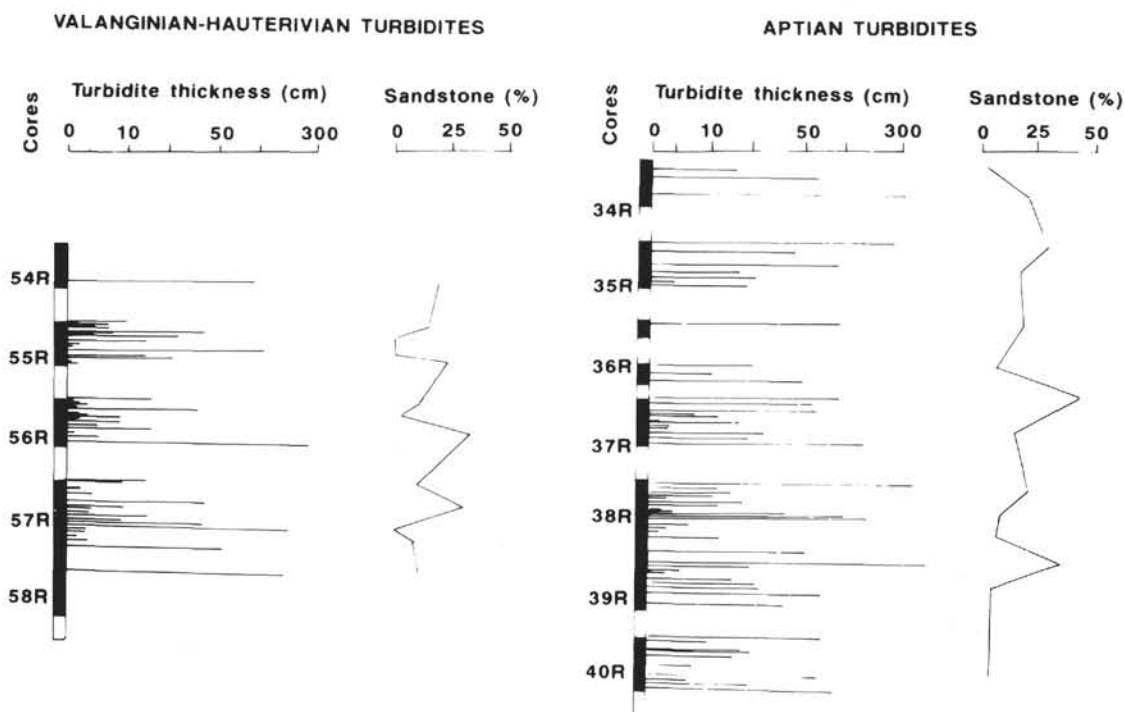 VALANGINIAN-HAUTERIVIAN TURBIDITES
Cores
Turbidite thickness (cm)
0 10 50 300
Sandstone (%)
0 25 50
54R
55R
56R
57R
58R
APTIAN TURBIDITES
Cores
Turbidite thickness (cm)
0 10 50 300
Sandstone (%)
0 25 50
34R
35R
36R
37R
38R
39R
40R